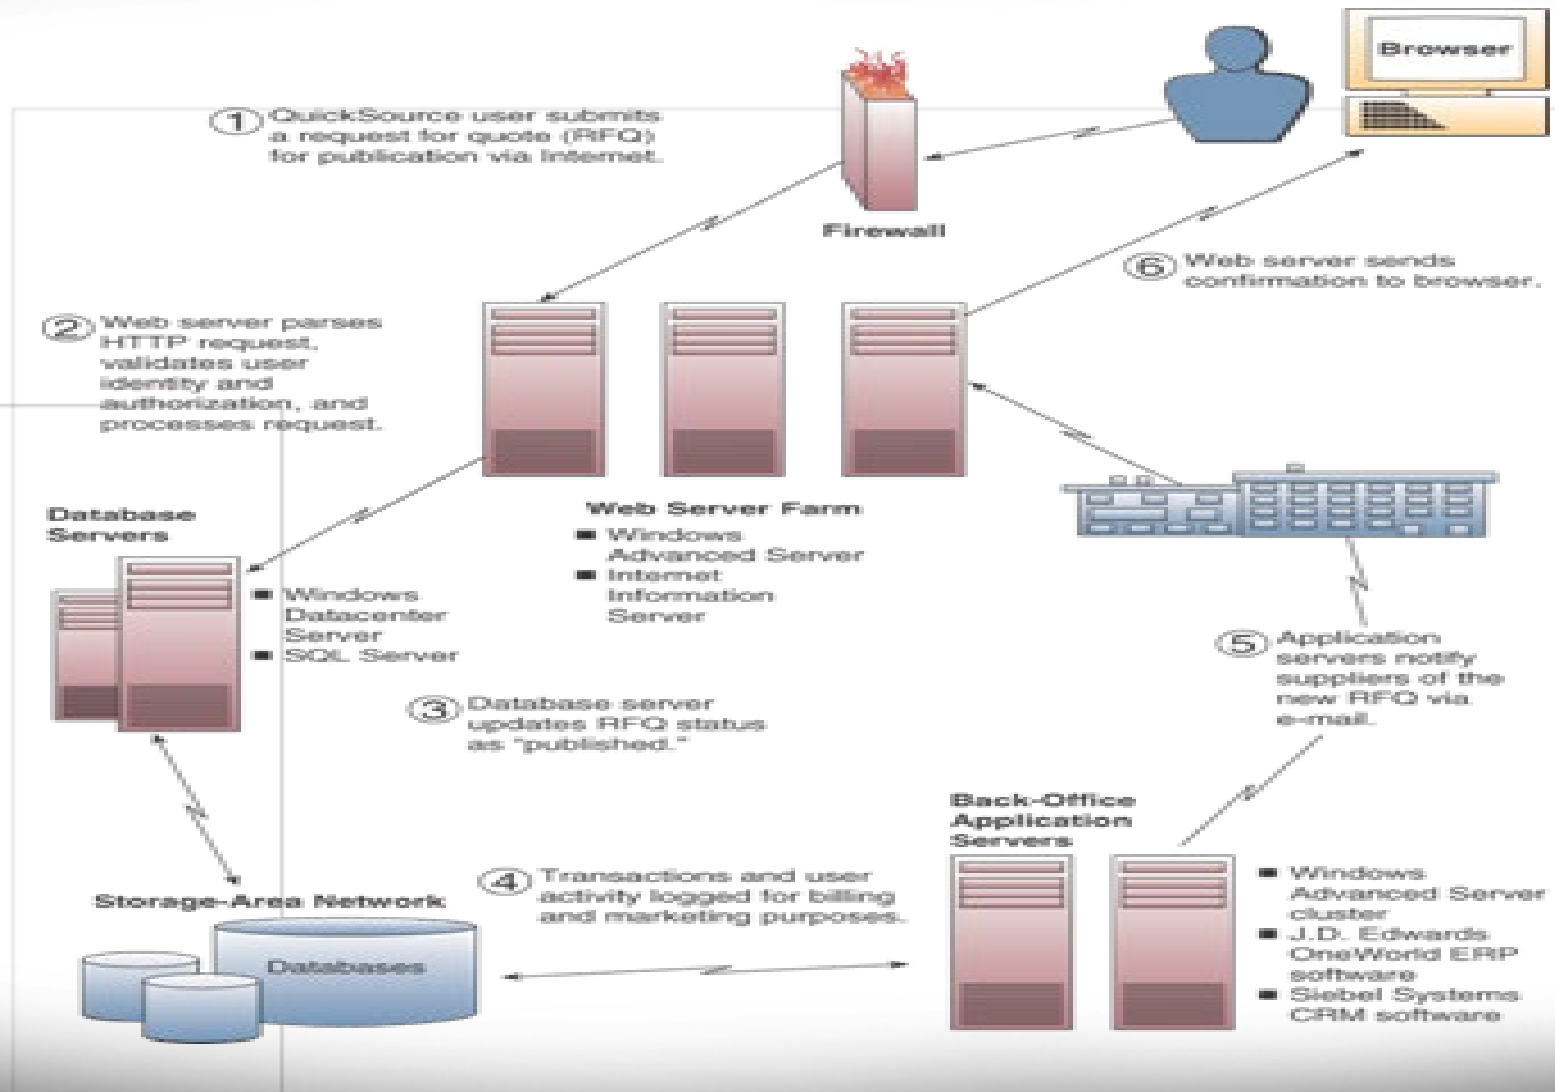 Browser
① QuickSource user submits
a request for quote (RFQ)
for publication via Internet.
Firewall
⑥ Web server sends
confirmation to browser.
② Web server parses
HTTP request,
validates user
identity and
authorization, and
processes request.
Web Server Farm
■ Windows
Advanced Server
■ Internet
Information
Server
Database
Servers
■ Windows
Datacenter
Server
■ SQL Server
③ Database server
updates RFQ status
as "published."
⑤ Application
servers notify
suppliers of the
new RFQ via
e-mail.
Storage-Area Network
Databases
④ Transactions and user
activity logged for billing
and marketing purposes.
Back-Office
Application
Servers
■ Windows
Advanced Server
cluster
■ J.D. Edwards
OneWorld ERP
software
■ Siebel Systems
CRM software